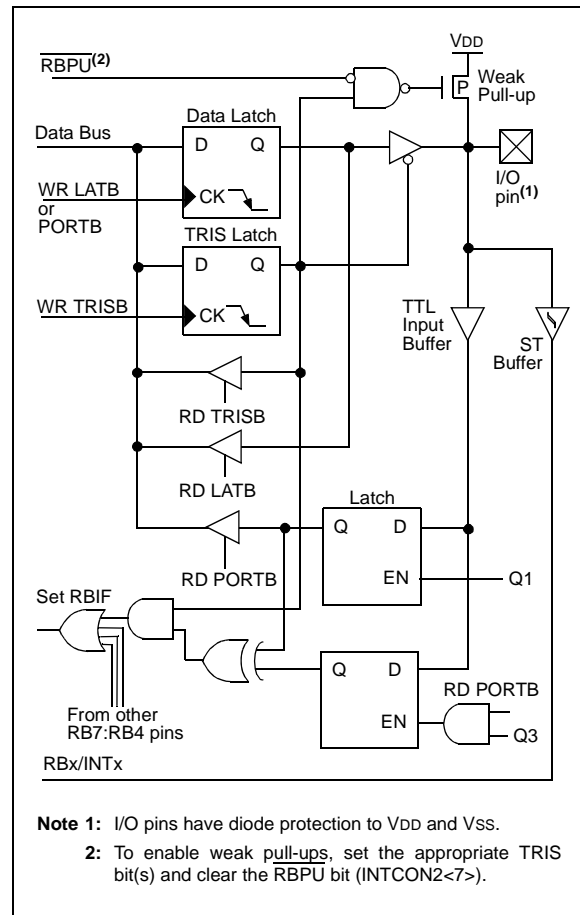 VDD
RBPU(2)
P
Weak
Pull-up
Data Latch
Data Bus
D Q
I/O
pin(1)
WR LATB
or
PORTB
CK
TRIS Latch
D Q
TTL
Input
Buffer
ST
Buffer
WR TRISB
CK
RD TRISB
RD LATB
Latch
Q D
RD PORTB
EN
Q1
Set RBIF
Q D
RD PORTB
EN
Q3
From other
RB7:RB4 pins
RBx/INTx
Note 1: I/O pins have diode protection to VDD and VSS.
2: To enable weak pull-ups, set the appropriate TRIS
bit(s) and clear the RBPU bit (INTCON2<7>).